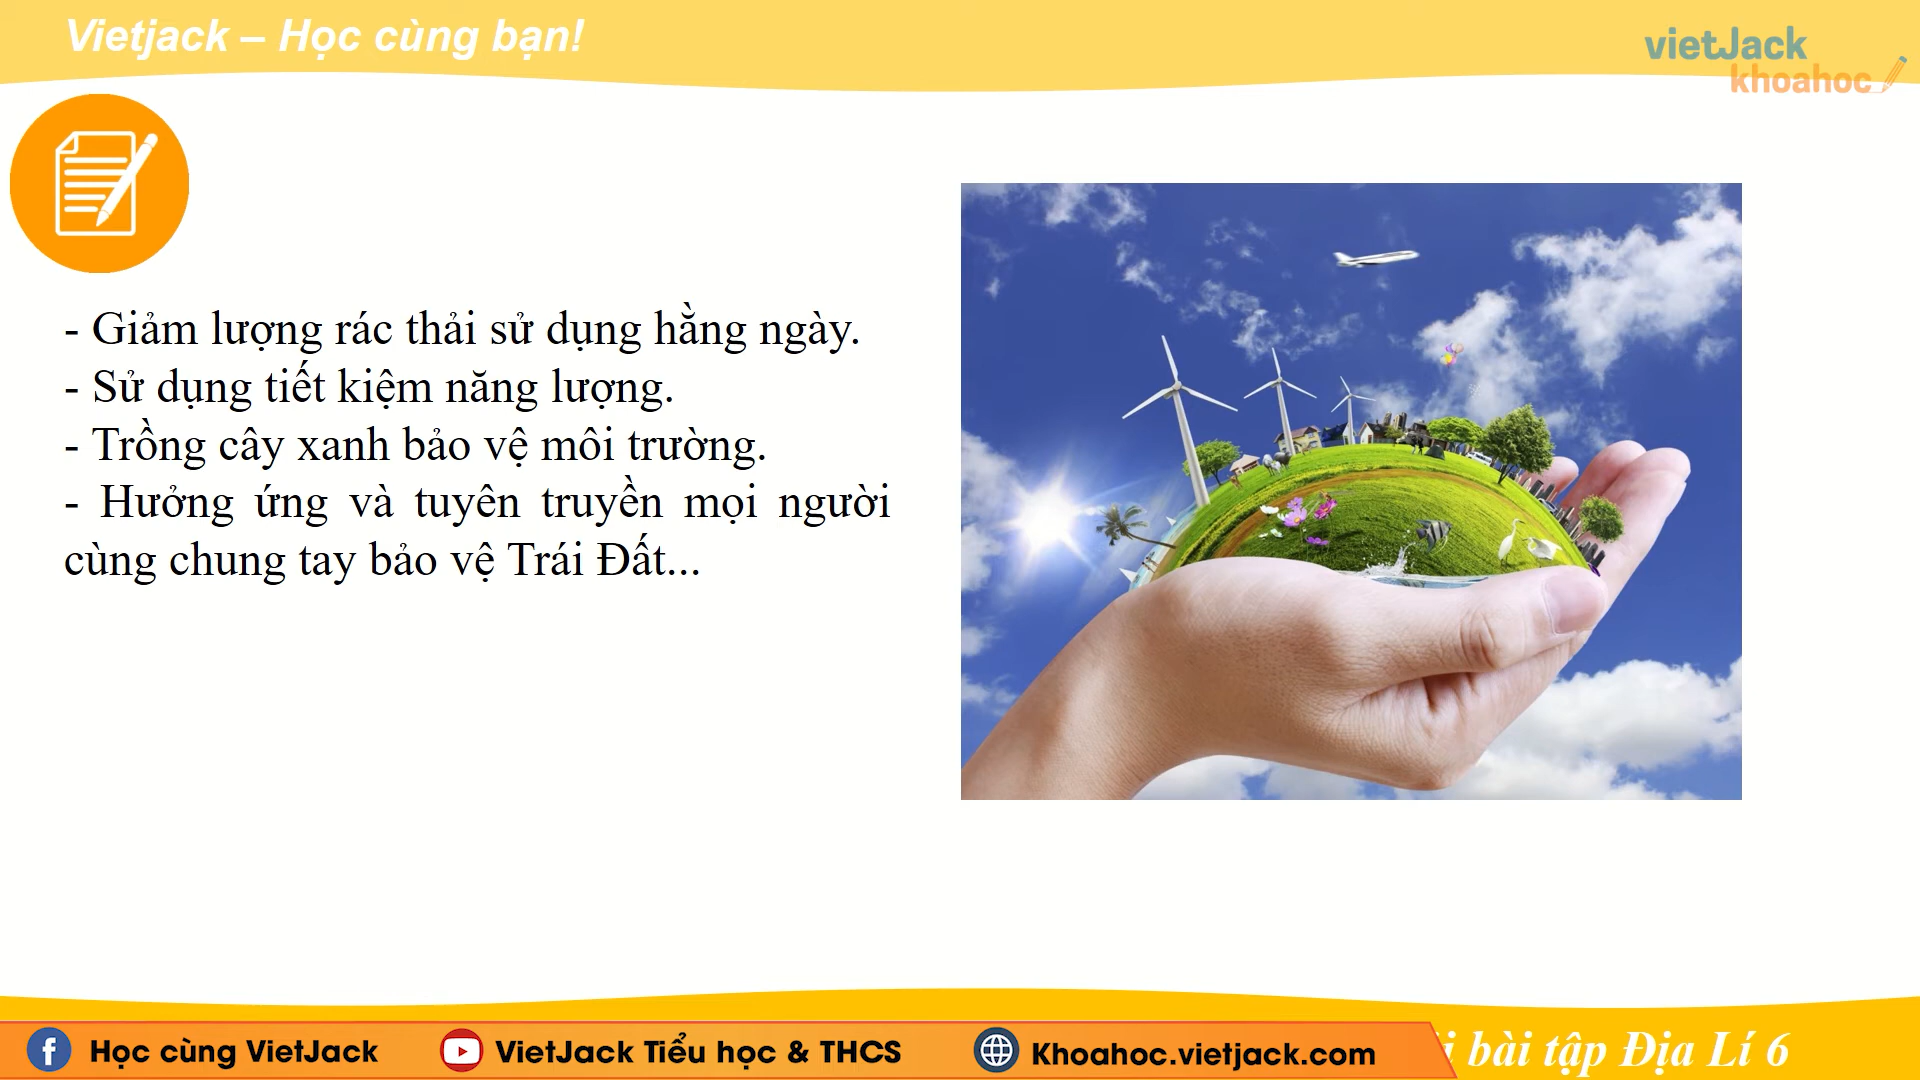 Vietjack – Học cùng bạn!
vietJack
khoahoc
- Giảm lượng rác thải sử dụng hằng ngày.
- Sử dụng tiết kiệm năng lượng.
- Trồng cây xanh bảo vệ môi trường.
- Hưởng ứng và tuyên truyền mọi người
cùng chung tay bảo vệ Trái Đất...
Học cùng VietJack
VietJack Tiểu học & THCS
Khoahoc.vietjack.com
bài tập Địa Lí 6